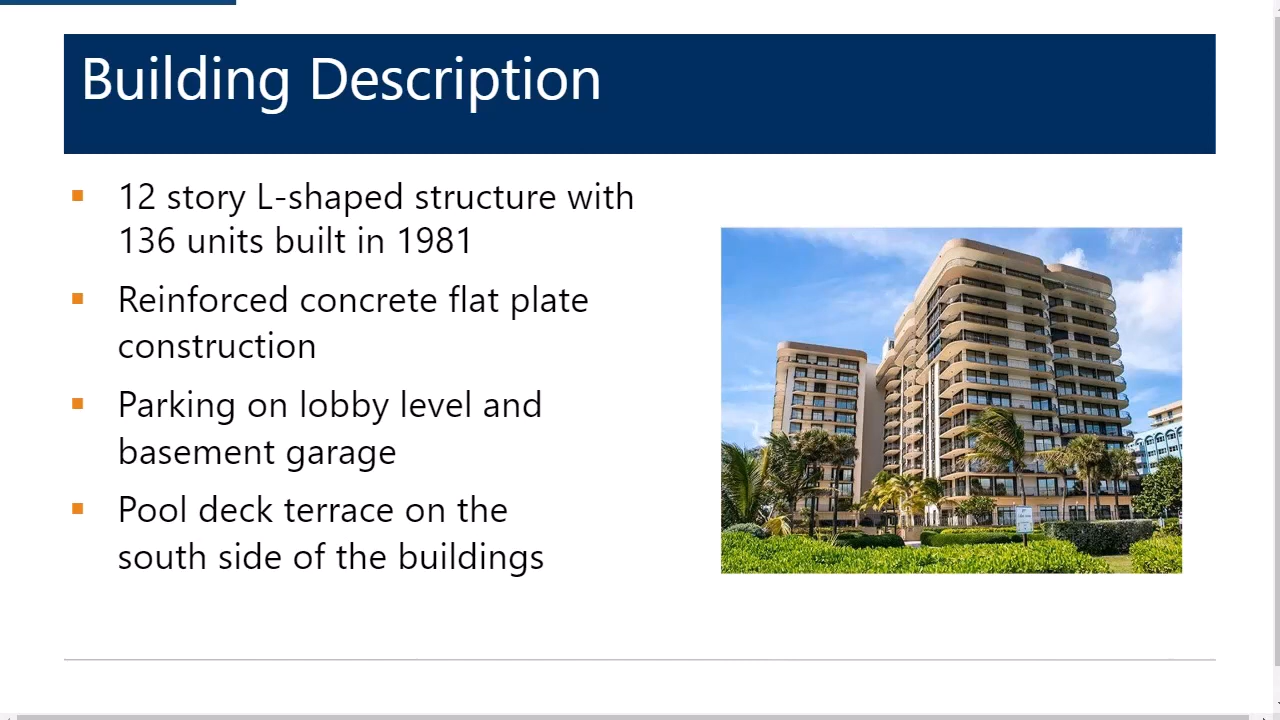 Building Description
12 story L-shaped structure with
136 units built in 1981
Reinforced concrete flat plate
construction
Parking on lobby level and
basement garage
Pool deck terrace on the
south side of the buildings